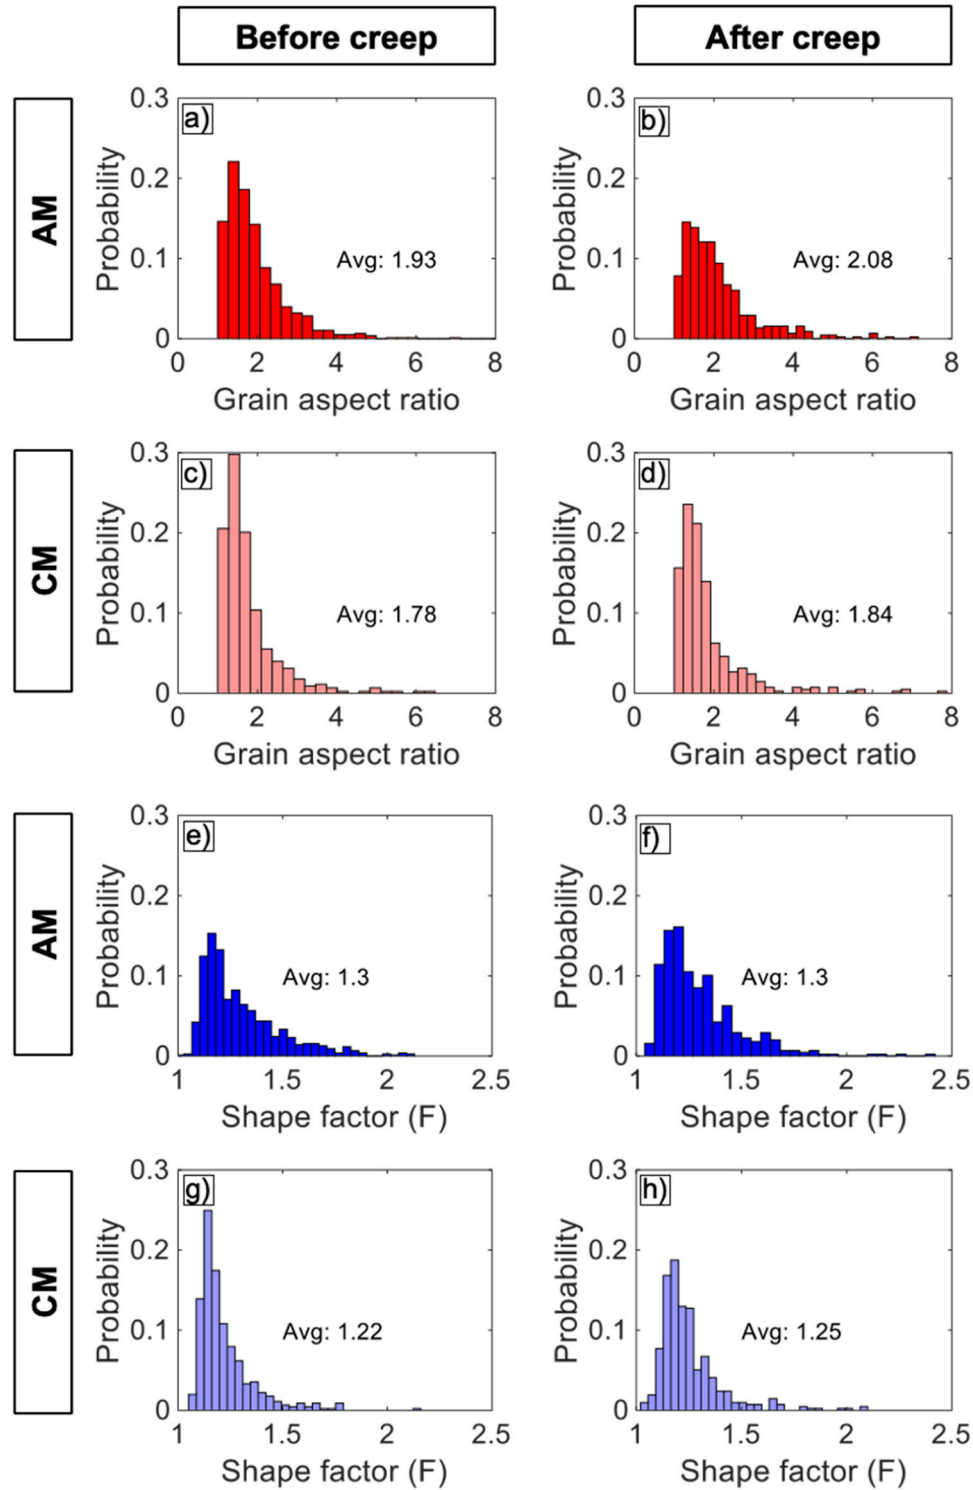 Before creep
After creep
AM
a)
0.3
0.2
0.1
0
Probability
Avg: 1.93
0 2 4 6 8
Grain aspect ratio
b)
0.3
0.2
0.1
0
Probability
Avg: 2.08
0 2 4 6 8
Grain aspect ratio
CM
c)
0.3
0.2
0.1
0
Probability
Avg: 1.78
0 2 4 6 8
Grain aspect ratio
d)
0.3
0.2
0.1
0
Probability
Avg: 1.84
0 2 4 6 8
Grain aspect ratio
AM
e)
0.3
0.2
0.1
0
Probability
Avg: 1.3
1 1.5 2 2.5
Shape factor (F)
f)
0.3
0.2
0.1
0
Probability
Avg: 1.3
1 1.5 2 2.5
Shape factor (F)
CM
g)
0.3
0.2
0.1
0
Probability
Avg: 1.22
1 1.5 2 2.5
Shape factor (F)
h)
0.3
0.2
0.1
0
Probability
Avg: 1.25
1 1.5 2 2.5
Shape factor (F)